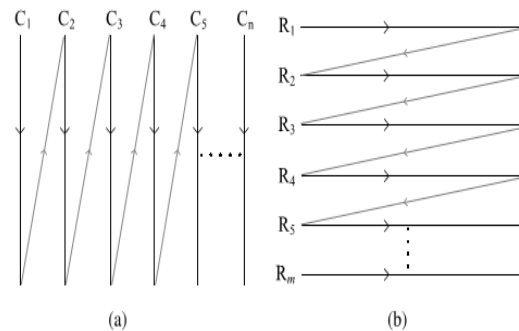 C₁ C₂ C₃ C₄ C₅ Cₙ
R₁
R₂
R₃
R₄
R₅
Rₘ
(a) (b)